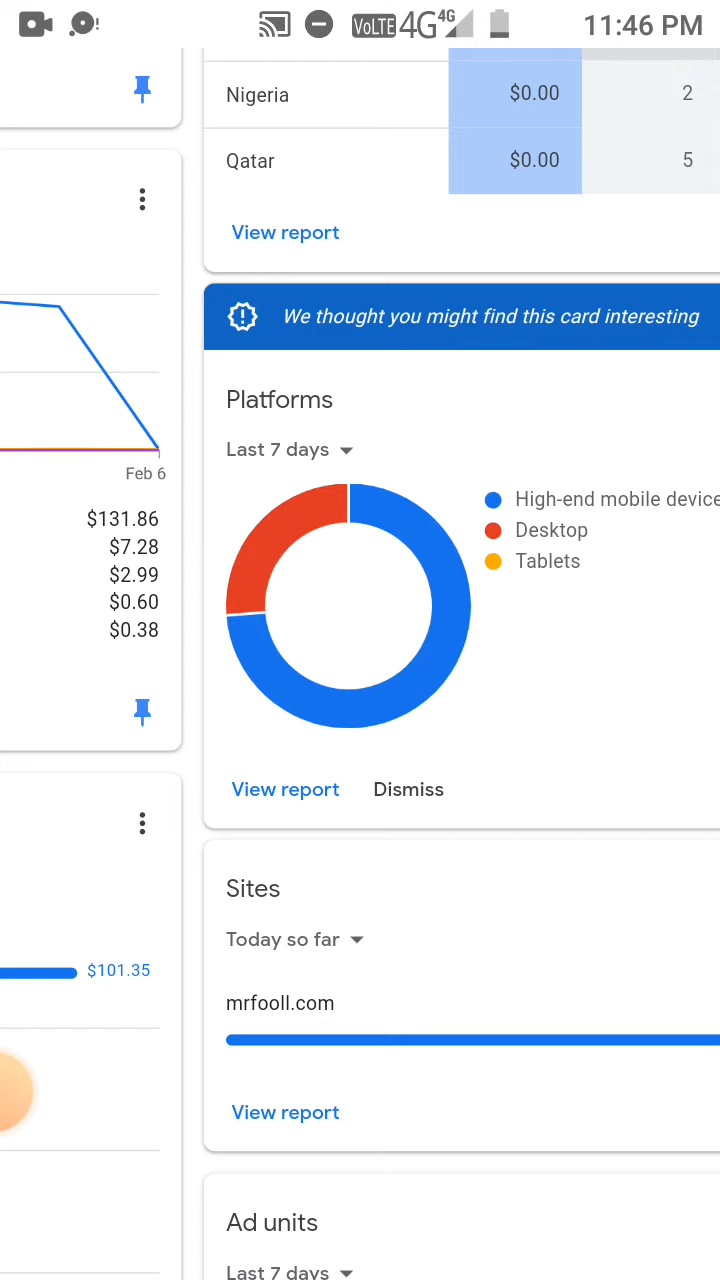 VoLTE 4G 4G 11:46 PM
Nigeria $0.00 2
Qatar $0.00 5
View report
We thought you might find this card interesting
Platforms
Last 7 days
High-end mobile device
Desktop
Tablets
View report Dismiss
Feb 6
$131.86
$7.28
$2.99
$0.60
$0.38
$101.35
Sites
Today so far
mrfooll.com
View report
Ad units
Last 7 days